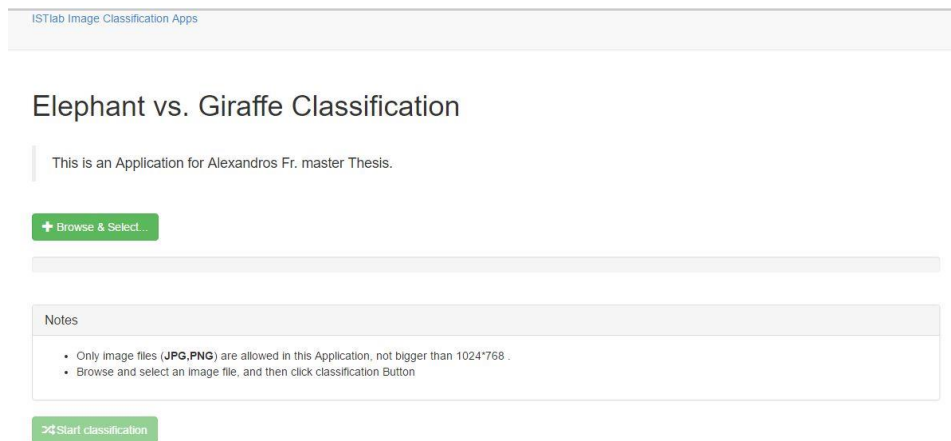 ISTlab Image Classification Apps
Elephant vs. Giraffe Classification
This is an Application for Alexandros Fr. master Thesis.
Browse & Select...
Notes
Only image files (JPG,PNG) are allowed in this Application, not bigger than 1024*768 .
Browse and select an image file, and then click classification Button
Start classification